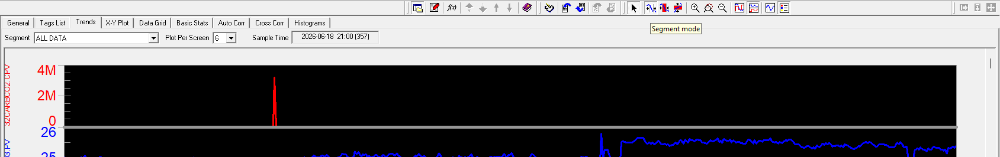 f(x)
Segment mode
General Tags List Trends X-Y Plot Data Grid Basic Stats Auto Corr Cross Corr Histograms
Segment ALL DATA Plot Per Screen 6 Sample Time 2026-06-18 21:00 (357)
32CARBCO2.CPV
4M
2M
0
26
3.PV
25